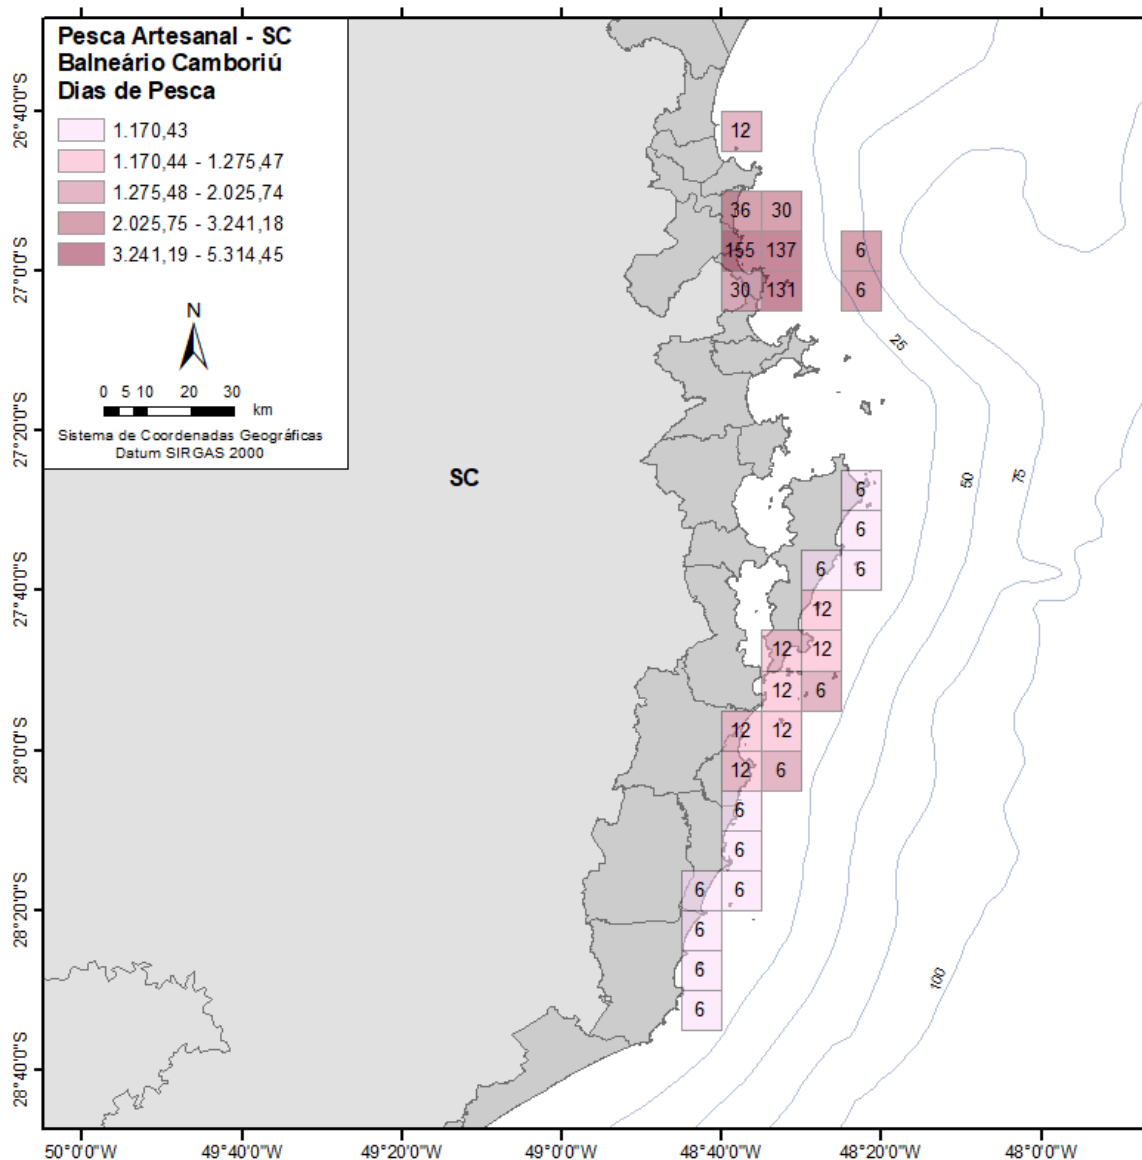 Pesca Artesanal - SC
Balneário Camboriú
Dias de Pesca
1.170,43
1.170,44 - 1.275,47
1.275,48 - 2.025,74
2.025,75 - 3.241,18
3.241,19 - 5.314,45
N
0 5 10 20 30
km
Sistema de Coordenadas Geográficas
Datum SIRGAS 2000
SC
12
36 30
155 137 6
30 131 6
25
50
75
100
6
6
6 6
12
12 12
12 6
12 12
12 6
6
6
6 6
6
6
6
26°40'0"S
27°0'0"S
27°20'0"S
27°40'0"S
28°0'0"S
28°20'0"S
28°40'0"S
50°0'0"W 49°40'0"W 49°20'0"W 49°0'0"W 48°40'0"W 48°20'0"W 48°0'0"W